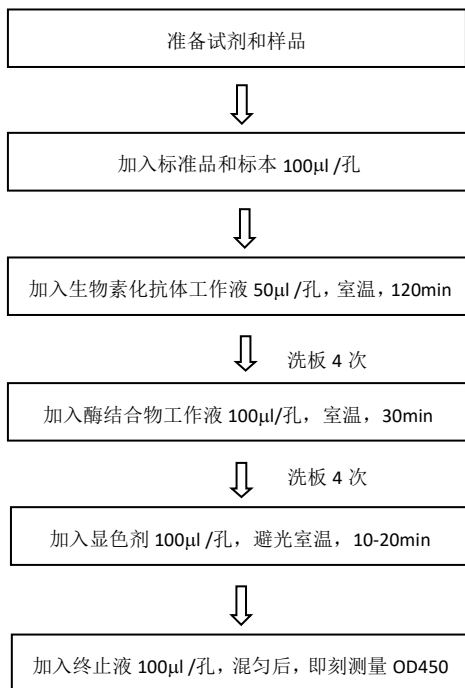 准备试剂和样品
加入标准品和标本 100μl /孔
加入生物素化抗体工作液 50μl /孔，室温，120min
洗板 4 次
加入酶结合物工作液 100μl/孔，室温，30min
洗板 4 次
加入显色剂 100μl /孔，避光室温，10-20min
加入终止液 100μl /孔，混匀后，即刻测量 OD450